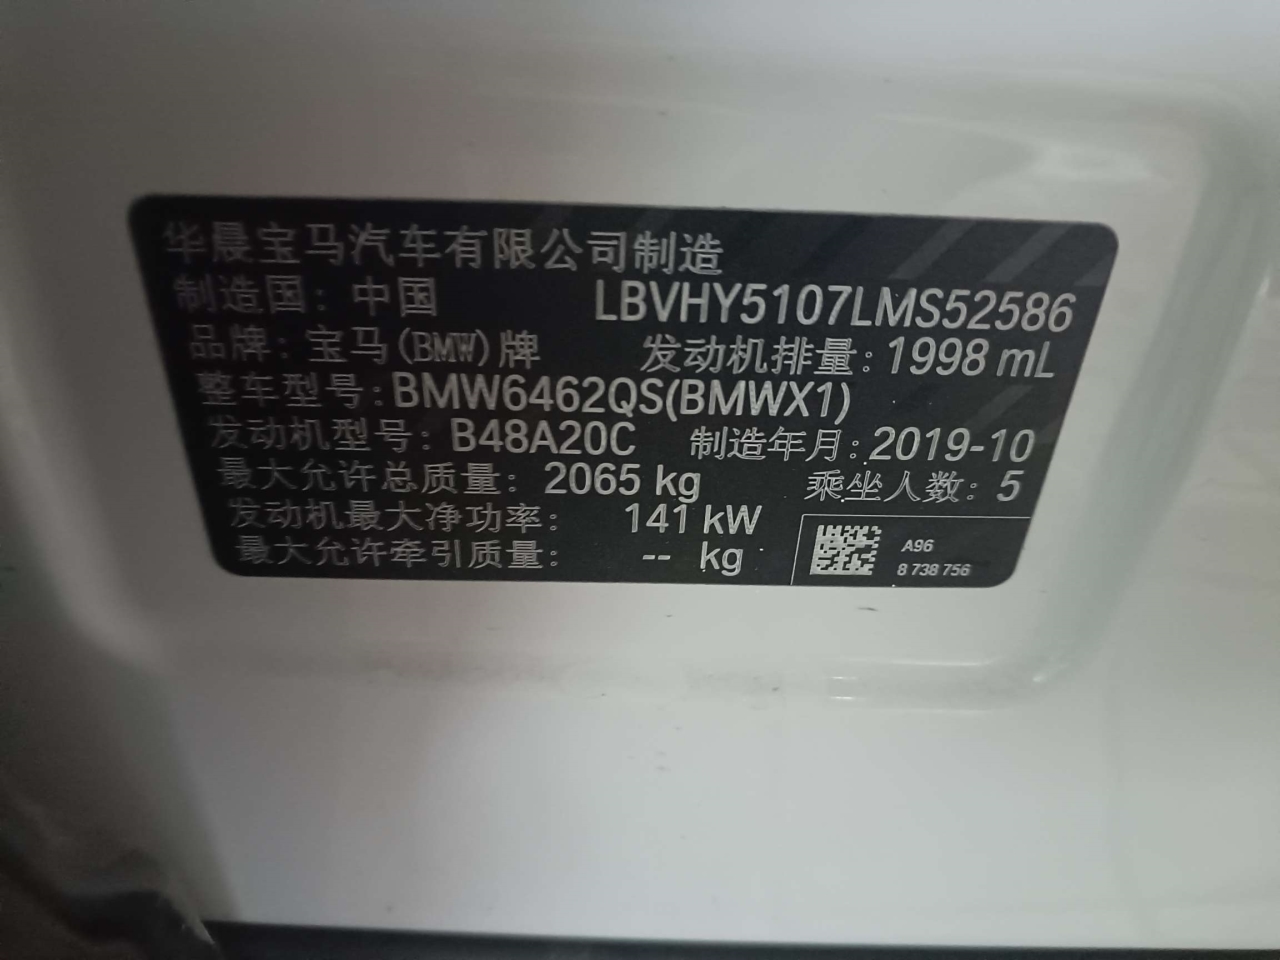 华晨宝马汽车有限公司制造
制造国：中国 LBVHY5107LMS52586
品牌：宝马(BMW)牌 发动机排量：1998 mL
整车型号：BMW6462QS(BMWX1)
发动机型号：B48A20C 制造年月：2019-10
最大允许总质量：2065 kg 乘坐人数：5
发动机最大净功率：141 kW
最大允许牵引质量：-- kg
A96
8 738 756